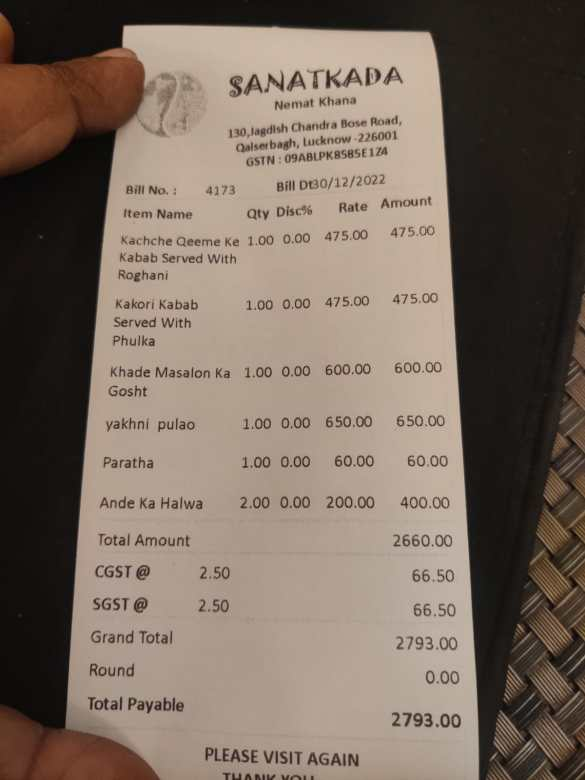 SANATKADA
Nemat Khana
130,Jagdish Chandra Bose Road,
Qaiserbagh, Lucknow -226001
GSTN : 09ABLPK8585E1Z4
Bill No. : 4173 Bill Dt30/12/2022
Item Name Qty Disc% Rate Amount
Kachche Qeeme Ke 1.00 0.00 475.00 475.00
Kabab Served With
Roghani
Kakori Kabab 1.00 0.00 475.00 475.00
Served With
Phulka
Khade Masalon Ka 1.00 0.00 600.00 600.00
Gosht
yakhni pulao 1.00 0.00 650.00 650.00
Paratha 1.00 0.00 60.00 60.00
Ande Ka Halwa 2.00 0.00 200.00 400.00
Total Amount 2660.00
CGST @ 2.50 66.50
SGST @ 2.50 66.50
Grand Total 2793.00
Round 0.00
Total Payable 2793.00
PLEASE VISIT AGAIN
THANK YOU